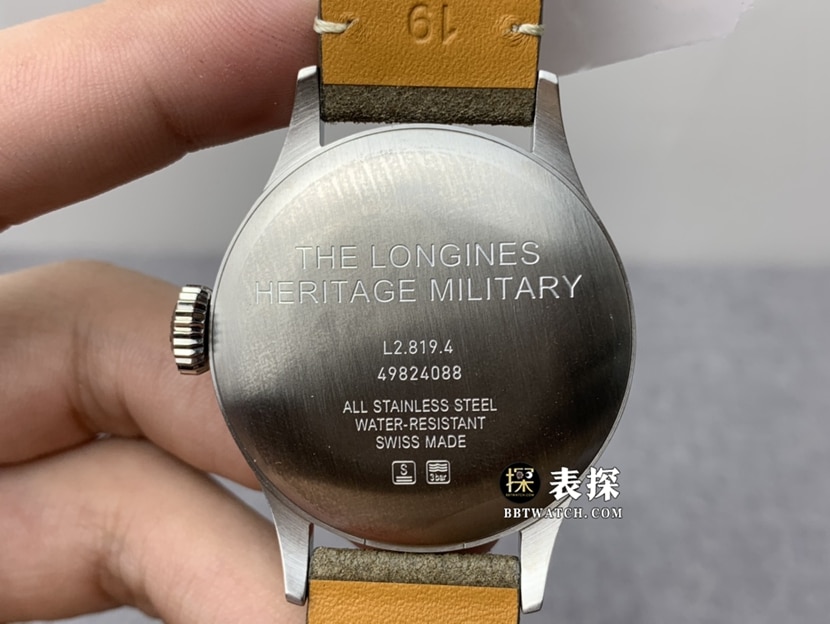 19
THE LONGINES
HERITAGE MILITARY
L2.819.4
49824088
ALL STAINLESS STEEL
WATER-RESISTANT
SWISS MADE
S
3bar
表探
BBTWATCH.COM